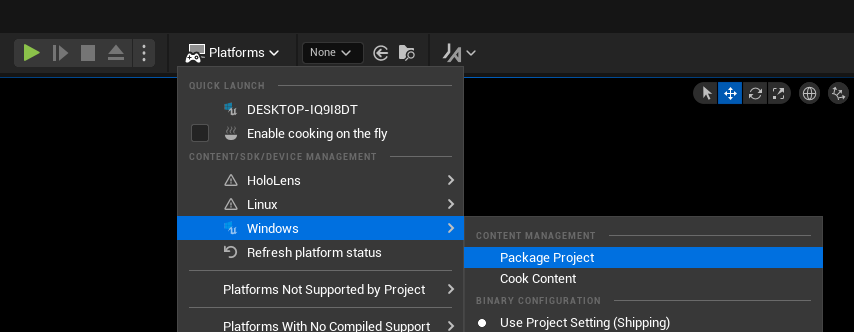 Platforms
None
QUICK LAUNCH
DESKTOP-IQ9I8DT
Enable cooking on the fly
CONTENT/SDK/DEVICE MANAGEMENT
HoloLens
Linux
Windows
Refresh platform status
Platforms Not Supported by Project
Platforms With No Compiled Support
CONTENT MANAGEMENT
Package Project
Cook Content
BINARY CONFIGURATION
Use Project Setting (Shipping)